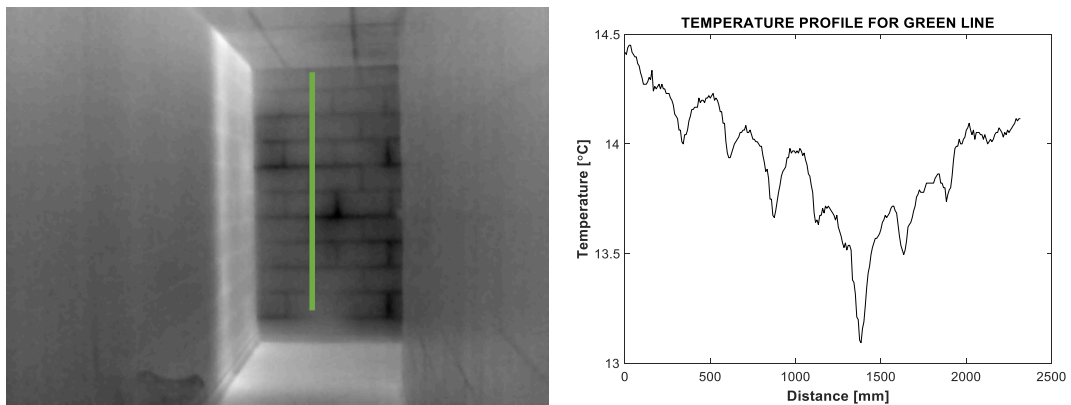 TEMPERATURE PROFILE FOR GREEN LINE
14.5
14
13.5
13
Temperature [°C]
0 500 1000 1500 2000 2500
Distance [mm]